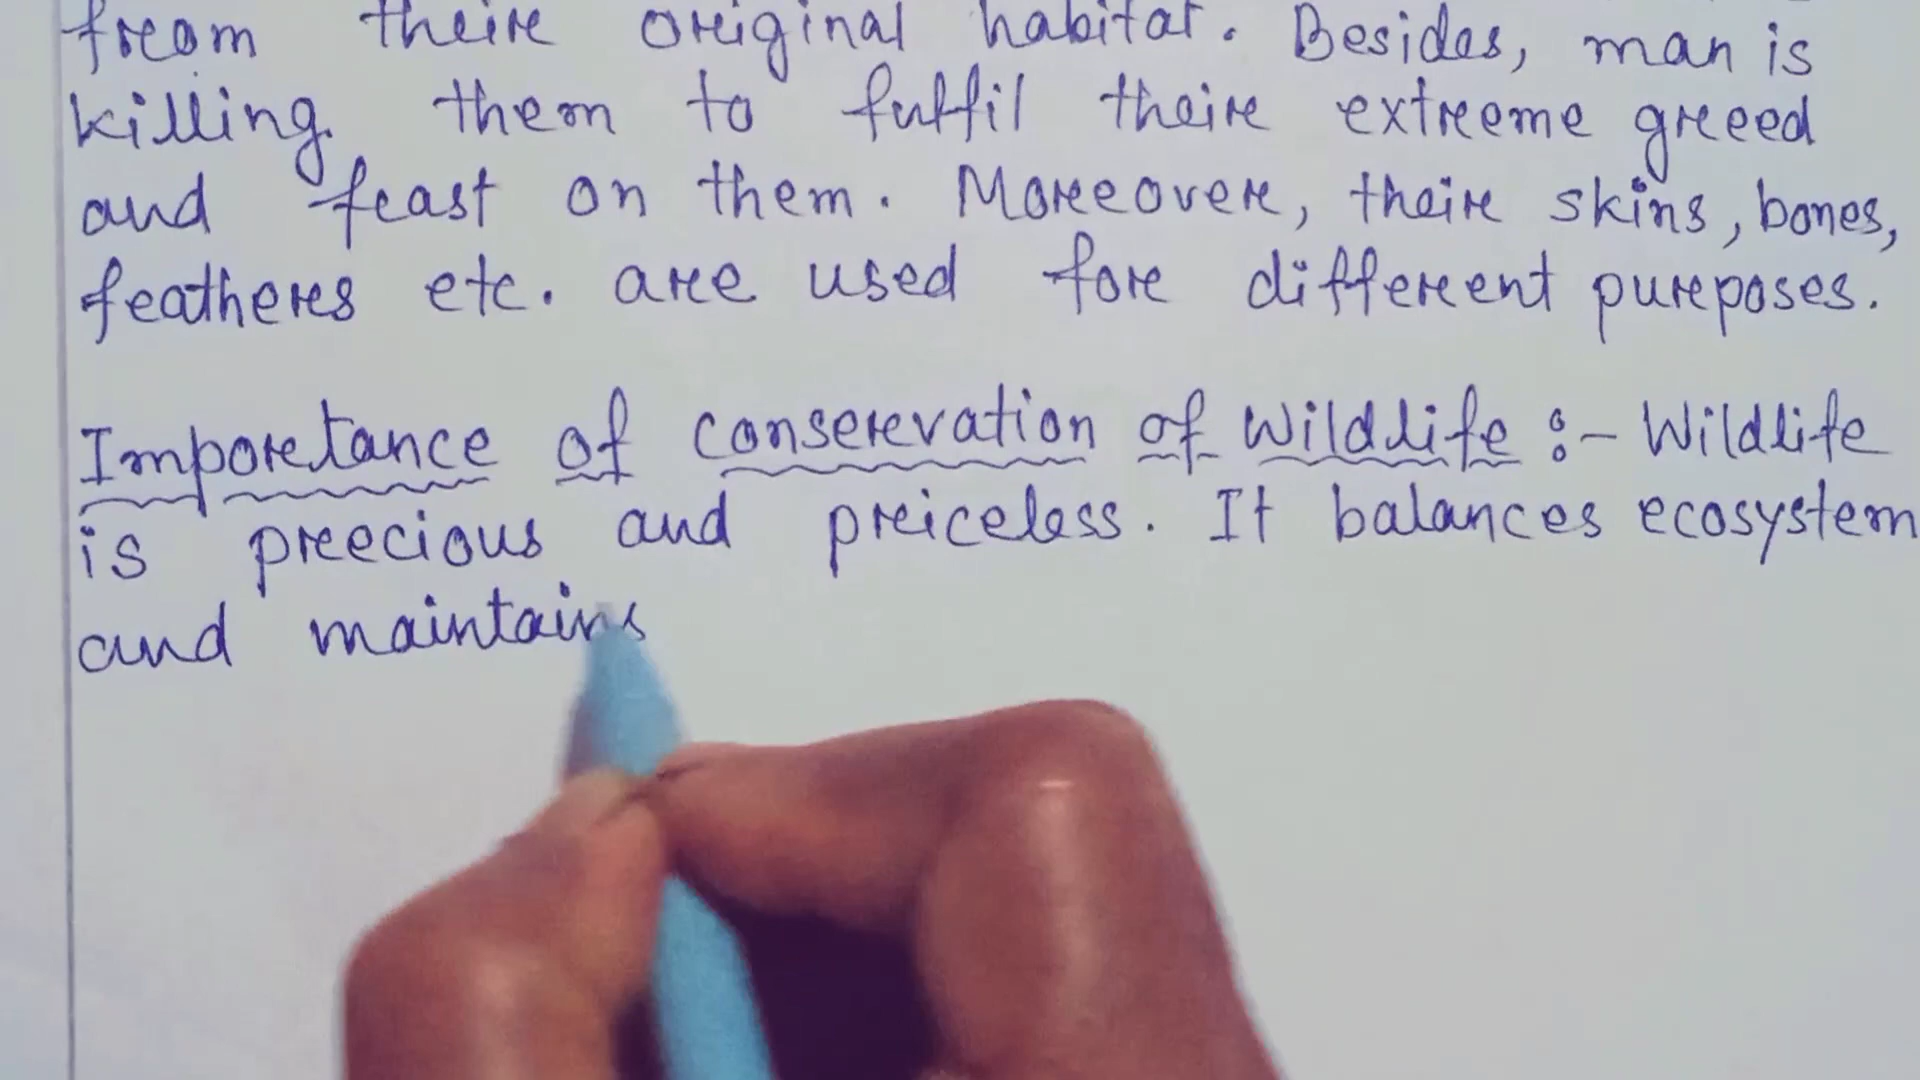 from their original habitat. Besides, man is
killing them to fulfil their extreme greed
and feast on them. Moreover, their skins, bones,
feathers etc. are used for different purposes.
Importance of conservation of Wildlife :- Wildlife
is precious and priceless. It balances ecosystem
and maintains